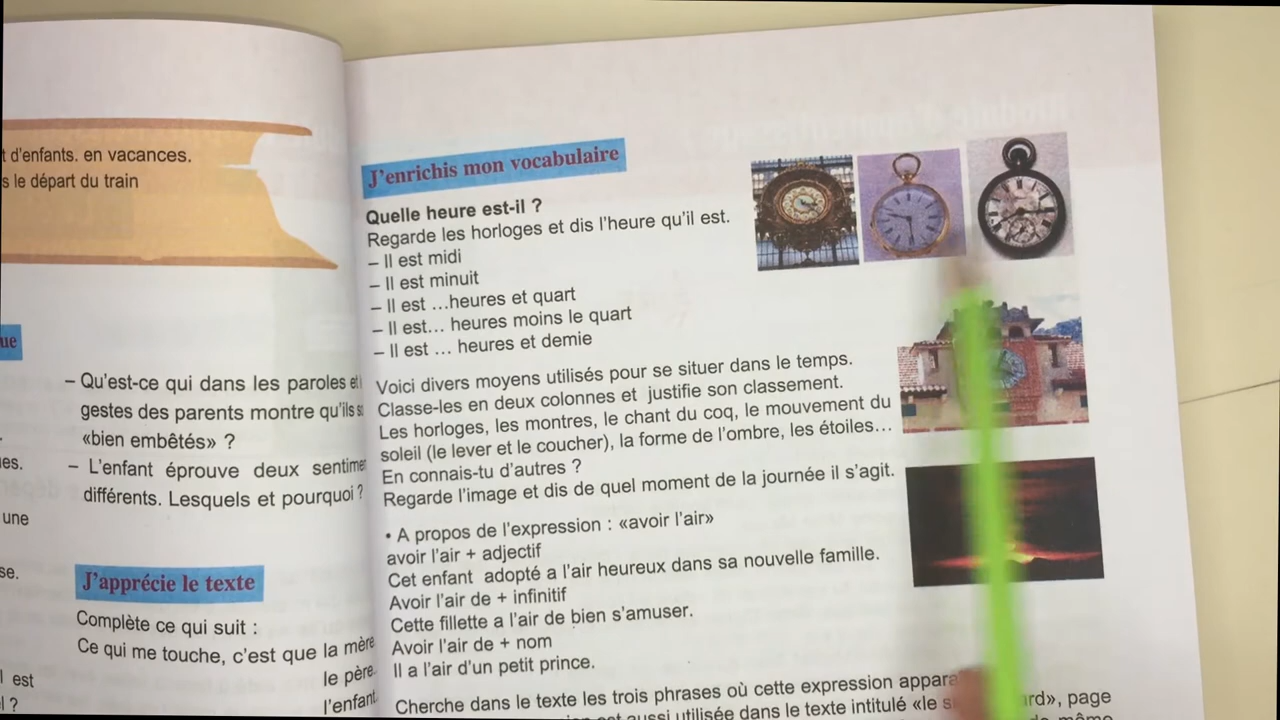 t d'enfants. en vacances.
s le départ du train
ue
– Qu'est-ce qui dans les paroles et
gestes des parents montre qu'ils
«bien embêtés» ?
– L'enfant éprouve deux
différents. Lesquels et pourquoi ?
une
J'apprécie le texte
Complète ce qui suit :
Ce qui me touche, c'est que la mère
le père
l'enfant
l est
J'enrichis mon vocabulaire
Quelle heure est-il ?
Regarde les horloges et dis l'heure qu'il est.
– Il est midi
– Il est minuit
– Il est …heures et quart
– Il est… heures moins le quart
– Il est … heures et demie
Voici divers moyens utilisés pour se situer dans le temps.
Classe-les en deux colonnes et justifie son classement.
Les horloges, les montres, le chant du coq, le mouvement du
soleil (le lever et le coucher), la forme de l'ombre, les étoiles…
En connais-tu d'autres ?
Regarde l'image et dis de quel moment de la journée il s'agit.
• A propos de l'expression : «avoir l'air»
avoir l'air + adjectif
Cet enfant adopté a l'air heureux dans sa nouvelle famille.
Avoir l'air de + infinitif
Cette fillette a l'air de bien s'amuser.
Avoir l'air de + nom
Il a l'air d'un petit prince.
Cherche dans le texte les trois phrases où cette expression
aussi utilisée dans le texte intitulé «le page